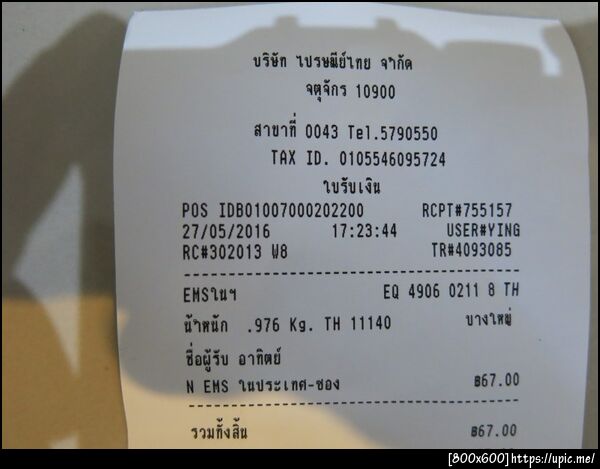 บริษัท ไปรษณีย์ไทย จำกัด
จตุจักร 10900
สาขาที่ 0043 Tel.5790550
TAX ID. 0105546095724
ใบรับเงิน
POS IDB01007000202200 RCPT#755157
27/05/2016 17:23:44 USER#YING
RC#302013 W8 TR#4093085
EMSในฯ EQ 4906 0211 8 TH
น้ำหนัก .976 Kg. TH 11140 บางใหญ่
ชื่อผู้รับ อาทิตย์
N EMS ในประเทศ-ซอง ฿67.00
รวมทั้งสิ้น ฿67.00
[800x600]https://upic.me/